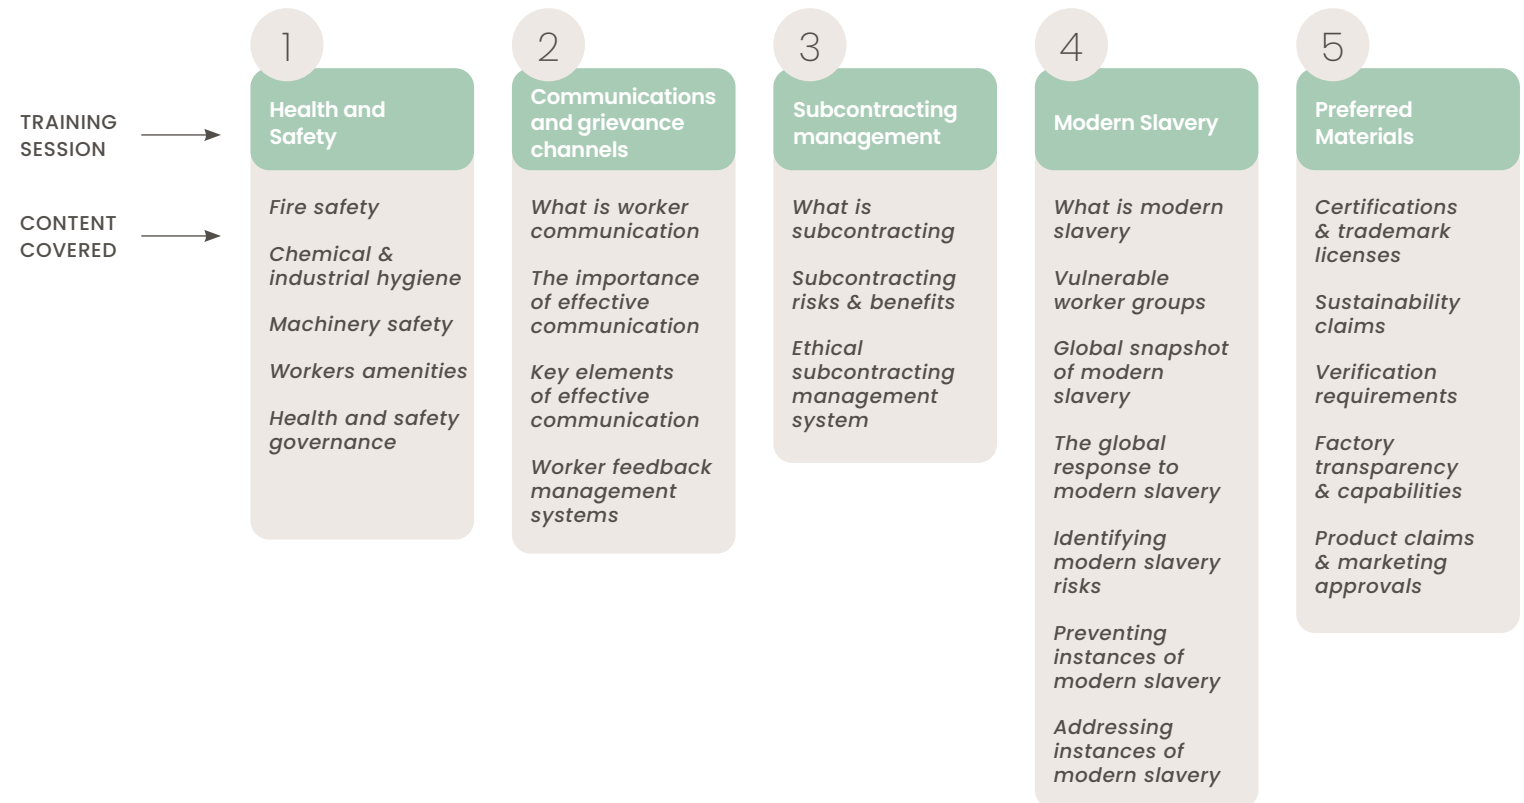 TRAINING
SESSION
CONTENT
COVERED
1
Health and
Safety
Fire safety
Chemical &
industrial hygiene
Machinery safety
Workers amenities
Health and safety
governance
2
Communications
and grievance
channels
What is worker
communication
The importance
of effective
communication
Key elements
of effective
communication
Worker feedback
management
systems
3
Subcontracting
management
What is
subcontracting
Subcontracting
risks & benefits
Ethical
subcontracting
management
system
4
Modern Slavery
What is modern
slavery
Vulnerable
worker groups
Global snapshot
of modern
slavery
The global
response to
modern slavery
Identifying
modern slavery
risks
Preventing
instances of
modern slavery
Addressing
instances of
modern slavery
5
Preferred
Materials
Certifications
& trademark
licenses
Sustainability
claims
Verification
requirements
Factory
transparency
& capabilities
Product claims
& marketing
approvals